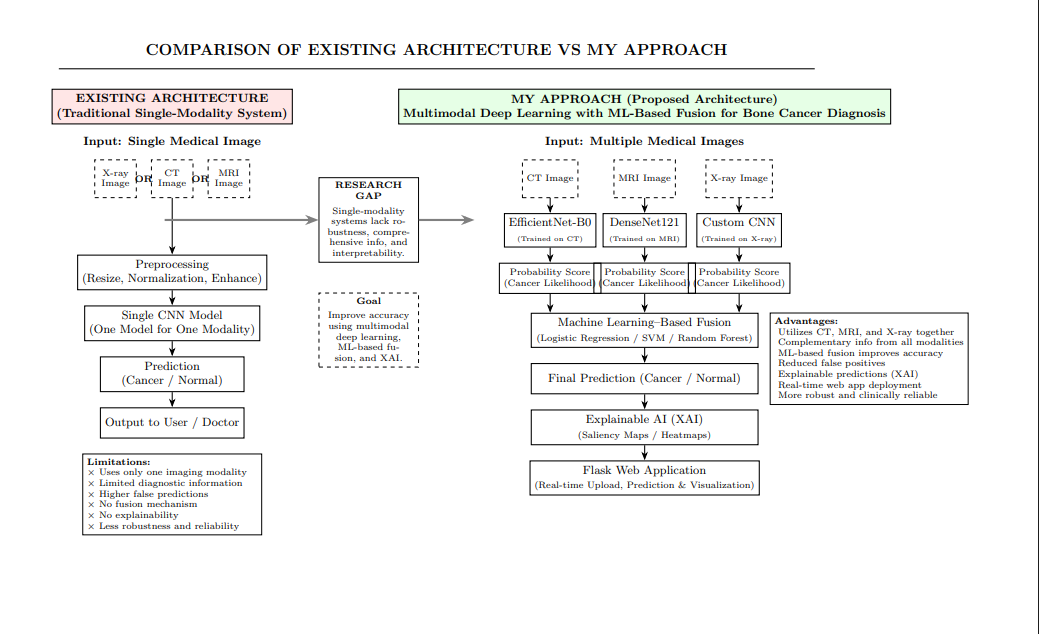 COMPARISON OF EXISTING ARCHITECTURE VS MY APPROACH
EXISTING ARCHITECTURE
(Traditional Single-Modality System)
Input: Single Medical Image
X-ray
Image
OR
CT
Image
OR
MRI
Image
Preprocessing
(Resize, Normalization, Enhance)
Single CNN Model
(One Model for One Modality)
Prediction
(Cancer / Normal)
Output to User / Doctor
Limitations:
× Uses only one imaging modality
× Limited diagnostic information
× Higher false predictions
× No fusion mechanism
× No explainability
× Less robustness and reliability
RESEARCH
GAP
Single-modality
systems lack ro-
bustness, compre-
hensive info, and
interpretability.
Goal
Improve accuracy
using multimodal
deep learning,
ML-based fu-
sion, and XAI.
MY APPROACH (Proposed Architecture)
Multimodal Deep Learning with ML-Based Fusion for Bone Cancer Diagnosis
Input: Multiple Medical Images
CT Image
MRI Image
X-ray Image
EfficientNet-B0
(Trained on CT)
DenseNet121
(Trained on MRI)
Custom CNN
(Trained on X-ray)
Probability Score
(Cancer Likelihood)
Probability Score
(Cancer Likelihood)
Probability Score
(Cancer Likelihood)
Machine Learning–Based Fusion
(Logistic Regression / SVM / Random Forest)
Final Prediction (Cancer / Normal)
Explainable AI (XAI)
(Saliency Maps / Heatmaps)
Flask Web Application
(Real-time Upload, Prediction & Visualization)
Advantages:
Utilizes CT, MRI, and X-ray together
Complementary info from all modalities
ML-based fusion improves accuracy
Reduced false positives
Explainable predictions (XAI)
Real-time web app deployment
More robust and clinically reliable